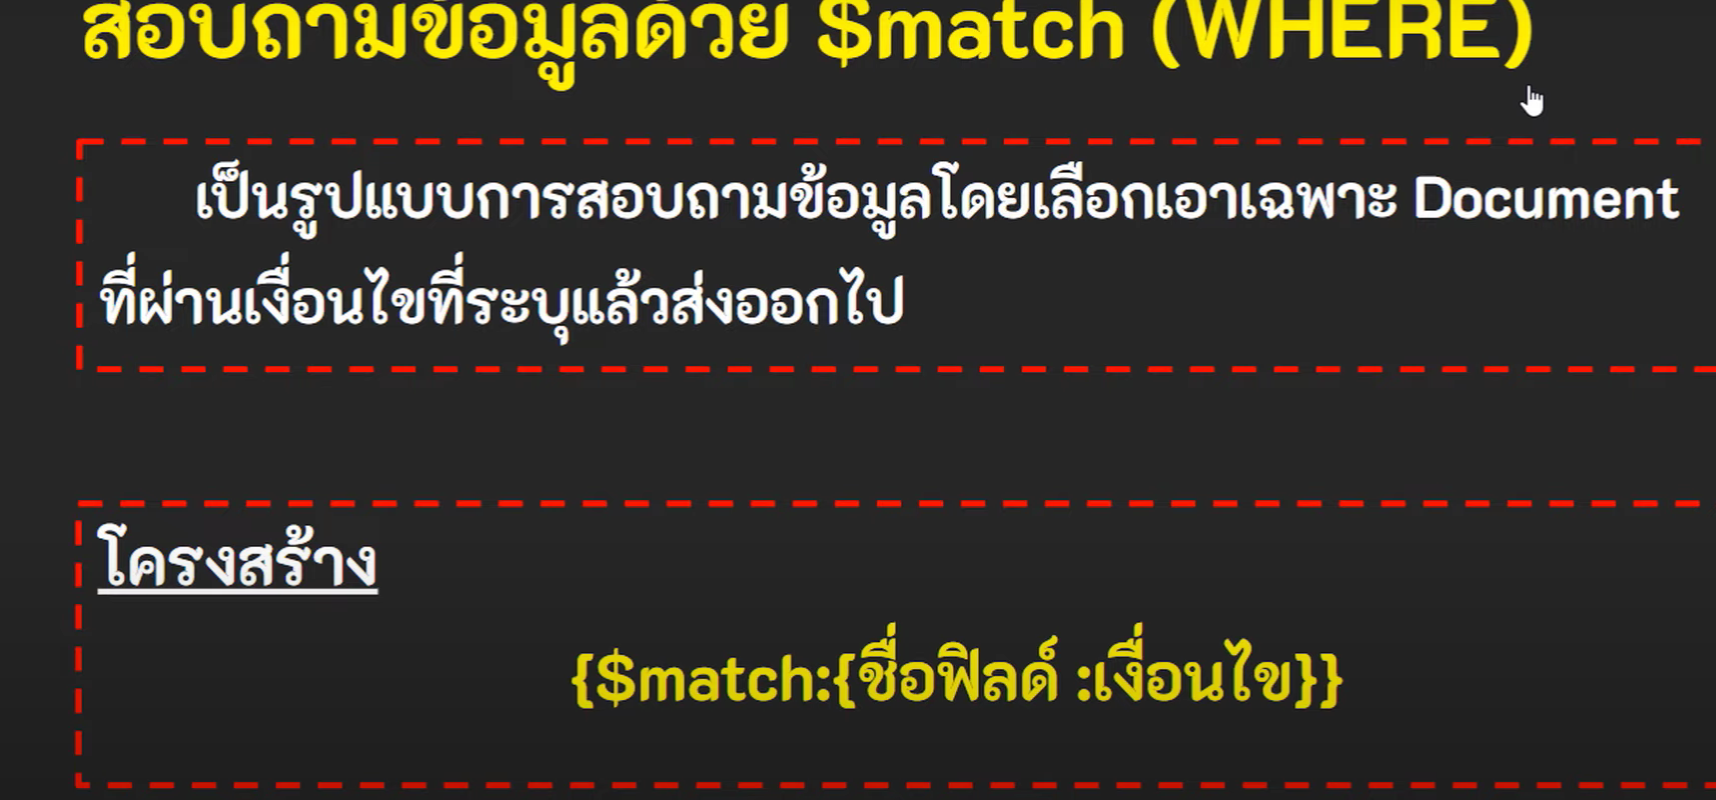 สอบถามข้อมูลด้วย $match (WHERE)
เป็นรูปแบบการสอบถามข้อมูลโดยเลือกเอาเฉพาะ Document
ที่ผ่านเงื่อนไขที่ระบุแล้วส่งออกไป
โครงสร้าง
{$match:{ชื่อฟิลด์ :เงื่อนไข}}